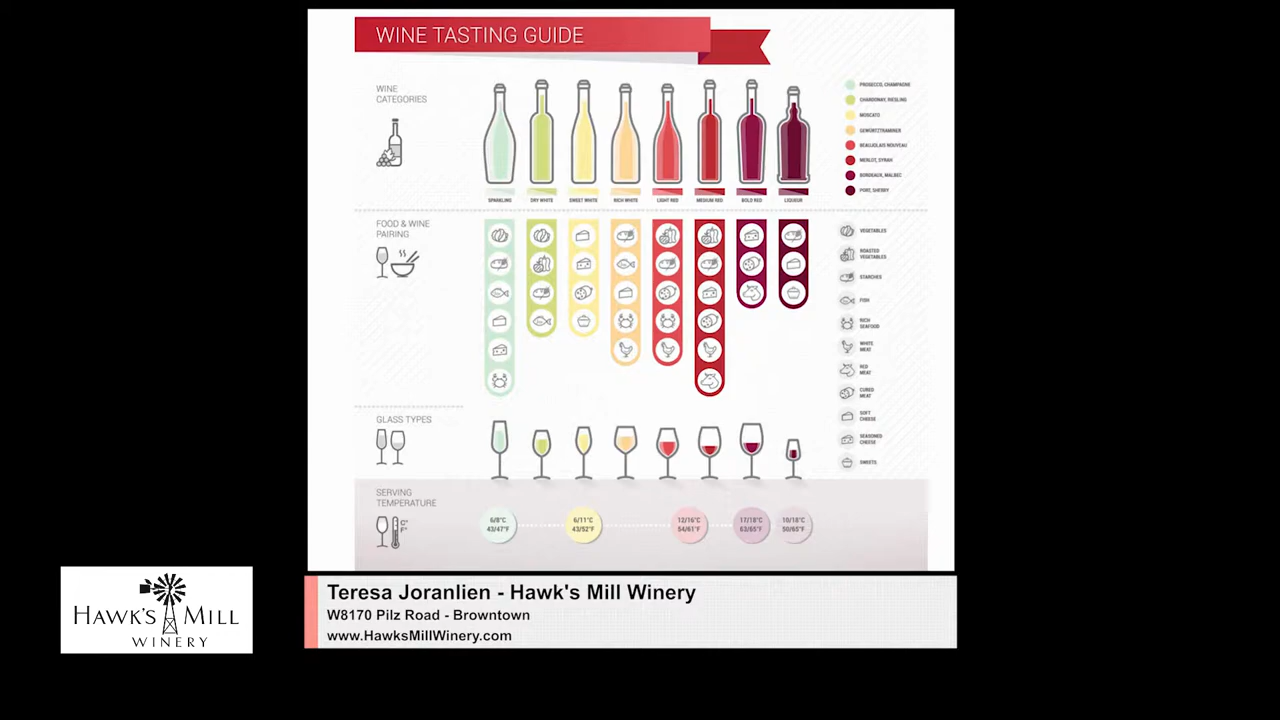 WINE TASTING GUIDE
WINE
CATEGORIES
PROSECCO, CHAMPAGNE
CHARDONAY, RIESLING
MOSCATO
GEWÜRZTRAMINER
BEAUJOLAIS NOUVEAU
MERLOT, SYRAH
BORDEAUX, MALBEC
PORT, SHERRY
SPARKLING
DRY WHITE
SWEET WHITE
RICH WHITE
LIGHT RED
MEDIUM RED
BOLD RED
LIQUEUR
FOOD & WINE
PAIRING
VEGETABLES
ROASTED
VEGETABLES
STARCHES
FISH
RICH
SEAFOOD
WHITE
MEAT
RED
MEAT
CURED
MEAT
SOFT
CHEESE
SEASONED
CHEESE
SWEETS
GLASS TYPES
SERVING
TEMPERATURE
C°
F°
6/8°C
43/47°F
6/11°C
43/52°F
12/16°C
54/61°F
17/18°C
63/65°F
10/18°C
50/65°F
HAWK'S MILL
WINERY
Teresa Joranlien - Hawk's Mill Winery
W8170 Pilz Road - Browntown
www.HawksMillWinery.com